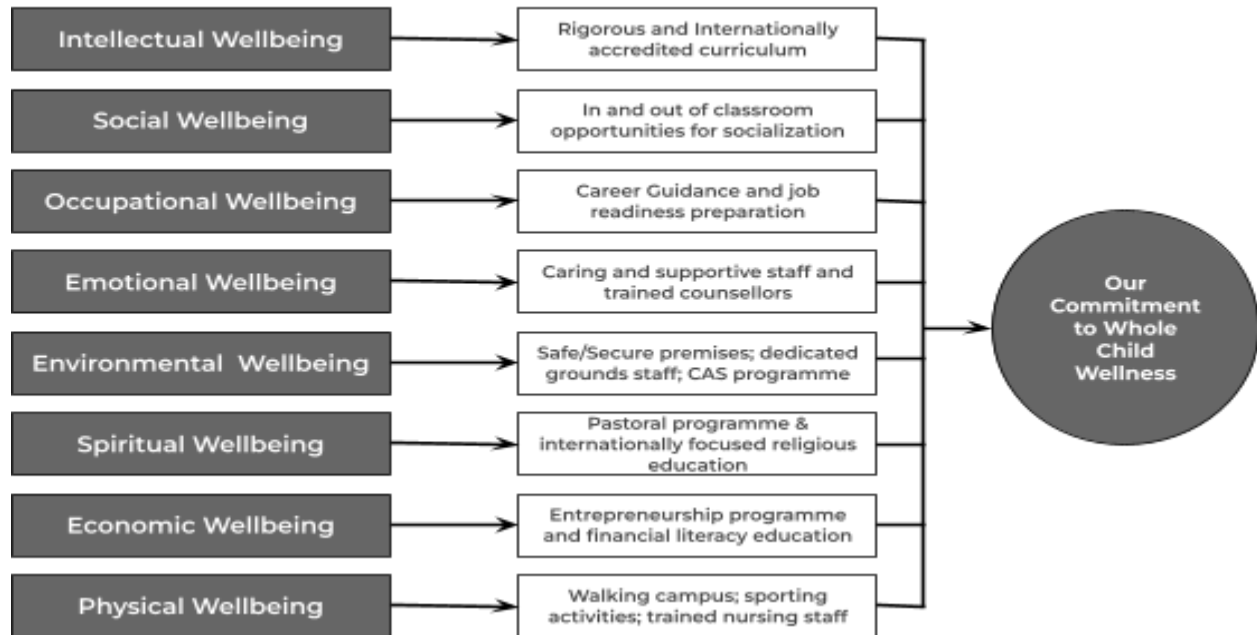 Intellectual Wellbeing
Rigorous and Internationally
accredited curriculum
Social Wellbeing
In and out of classroom
opportunities for socialization
Occupational Wellbeing
Career Guidance and job
readiness preparation
Emotional Wellbeing
Caring and supportive staff and
trained counsellors
Environmental Wellbeing
Safe/Secure premises; dedicated
grounds staff; CAS programme
Spiritual Wellbeing
Pastoral programme &
internationally focused religious
education
Economic Wellbeing
Entrepreneurship programme
and financial literacy education
Physical Wellbeing
Walking campus; sporting
activities; trained nursing staff
Our
Commitment
to Whole
Child
Wellness